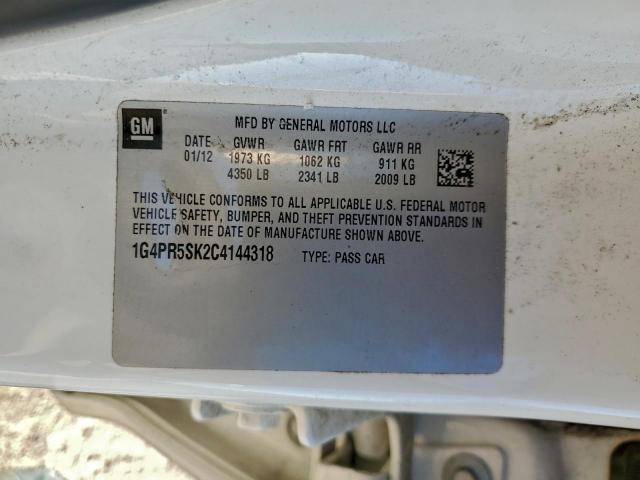 GM
MFD BY GENERAL MOTORS LLC
DATE GVWR GAWR FRT GAWR RR
01/12 1973 KG 1062 KG 911 KG
4350 LB 2341 LB 2009 LB
THIS VEHICLE CONFORMS TO ALL APPLICABLE U.S. FEDERAL MOTOR
VEHICLE SAFETY, BUMPER, AND THEFT PREVENTION STANDARDS IN
EFFECT ON THE DATE OF MANUFACTURE SHOWN ABOVE.
1G4PR5SK2C4144318 TYPE: PASS CAR